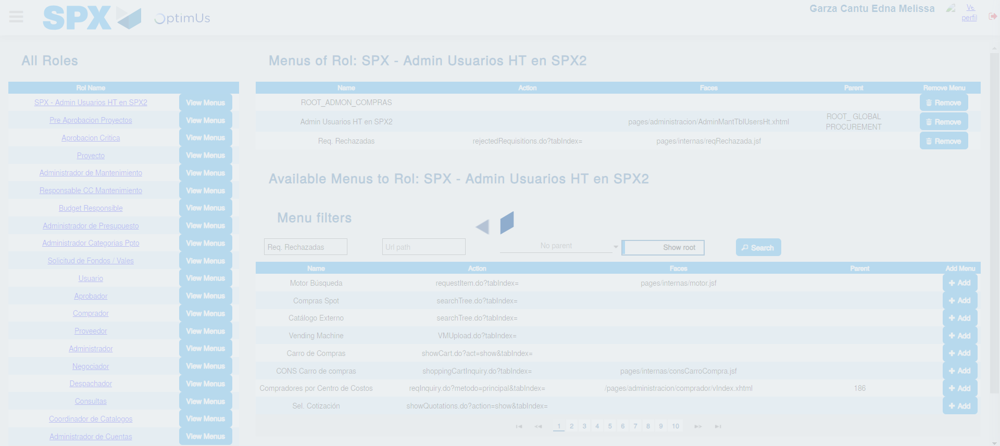 SPX OptimUs
Garza Cantu Edna Melissa
perfil
All Roles
Rol Name
SPX - Admin Usuarios HT en SPX2 View Menus
Pre Aprobacion Proyectos View Menus
Aprobacion Critica View Menus
Proyecto View Menus
Administrador de Mantenimiento View Menus
Responsable CC Mantenimiento View Menus
Budget Responsible View Menus
Administrador de Presupuesto View Menus
Administrador Categorias Ppto View Menus
Solicitud de Fondos / Vales View Menus
Usuario View Menus
Aprobador View Menus
Comprador View Menus
Proveedor View Menus
Administrador View Menus
Negociador View Menus
Despachador View Menus
Consultas View Menus
Coordinador de Catalogos View Menus
Administrador de Cuentas View Menus
Menus of Rol: SPX - Admin Usuarios HT en SPX2
Name Action Faces Parent Remove Menu
ROOT_ADMON_COMPRAS Remove
Admin Usuarios HT en SPX2 pages/administracion/AdminMantTblUsersHt.xhtml ROOT_ GLOBAL PROCUREMENT Remove
Req. Rechazadas rejectedRequisitions.do?tabIndex= pages/internas/reqRechazada.jsf Remove
Available Menus to Rol: SPX - Admin Usuarios HT en SPX2
Menu filters
Req. Rechazadas Url path No parent Show root Search
Name Action Faces Parent Add Menu
Motor Búsqueda requestItem.do?tabIndex= pages/internas/motor.jsf Add
Compras Spot searchTree.do?tabIndex= Add
Catálogo Externo searchTree.do?tabIndex= Add
Vending Machine VMUpload.do?tabIndex= Add
Carro de Compras showCart.do?act=show&tabIndex= Add
CONS Carro de compras shoppingCartInquiry.do?tabIndex= pages/internas/consCarroCompra.jsf Add
Compradores por Centro de Costos reqInquiry.do?metodo=principal&tabIndex= /pages/administracion/comprador/vIndex.xhtml 186 Add
Sel. Cotización showQuotations.do?action=show&tabIndex= Add
1 2 3 4 5 6 7 8 9 10